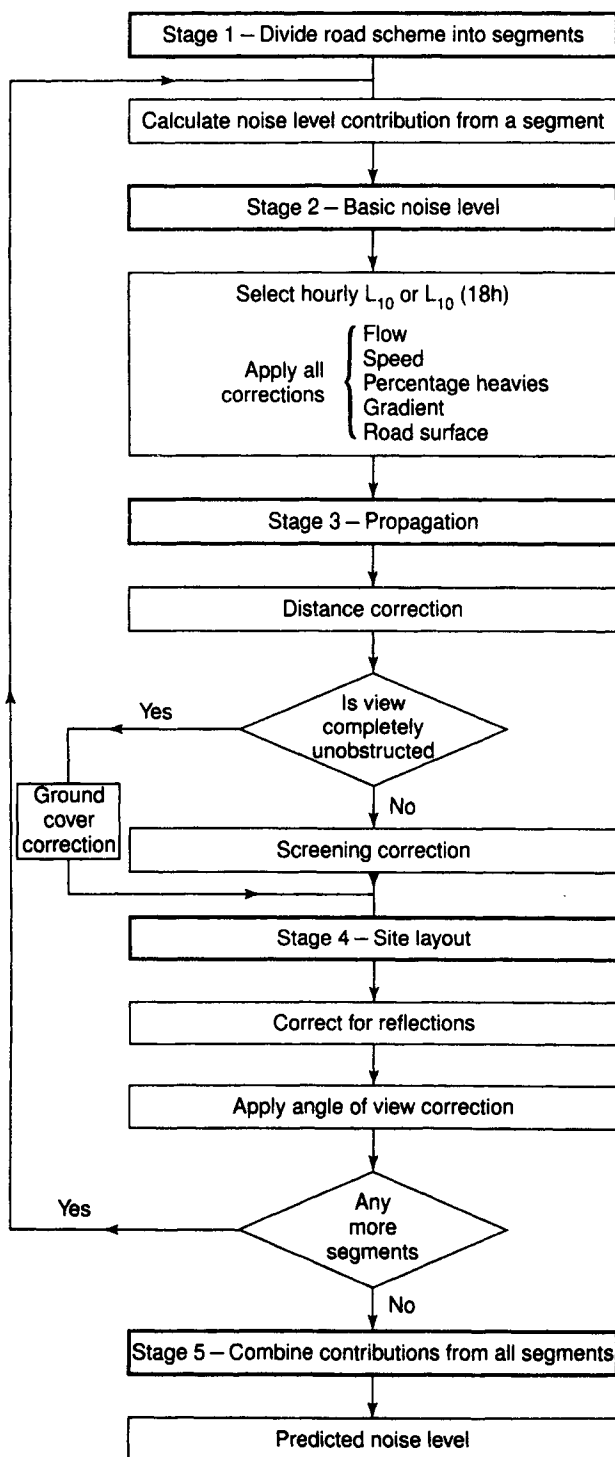 Stage 1 – Divide road scheme into segments
Calculate noise level contribution from a segment
Stage 2 – Basic noise level
Select hourly L10 or L10 (18h)
Apply all
corrections
Flow
Speed
Percentage heavies
Gradient
Road surface
Stage 3 – Propagation
Distance correction
Is view
completely
unobstructed
Yes
No
Ground
cover
correction
Screening correction
Stage 4 – Site layout
Correct for reflections
Apply angle of view correction
Any
more
segments
Yes
No
Stage 5 – Combine contributions from all segments
Predicted noise level